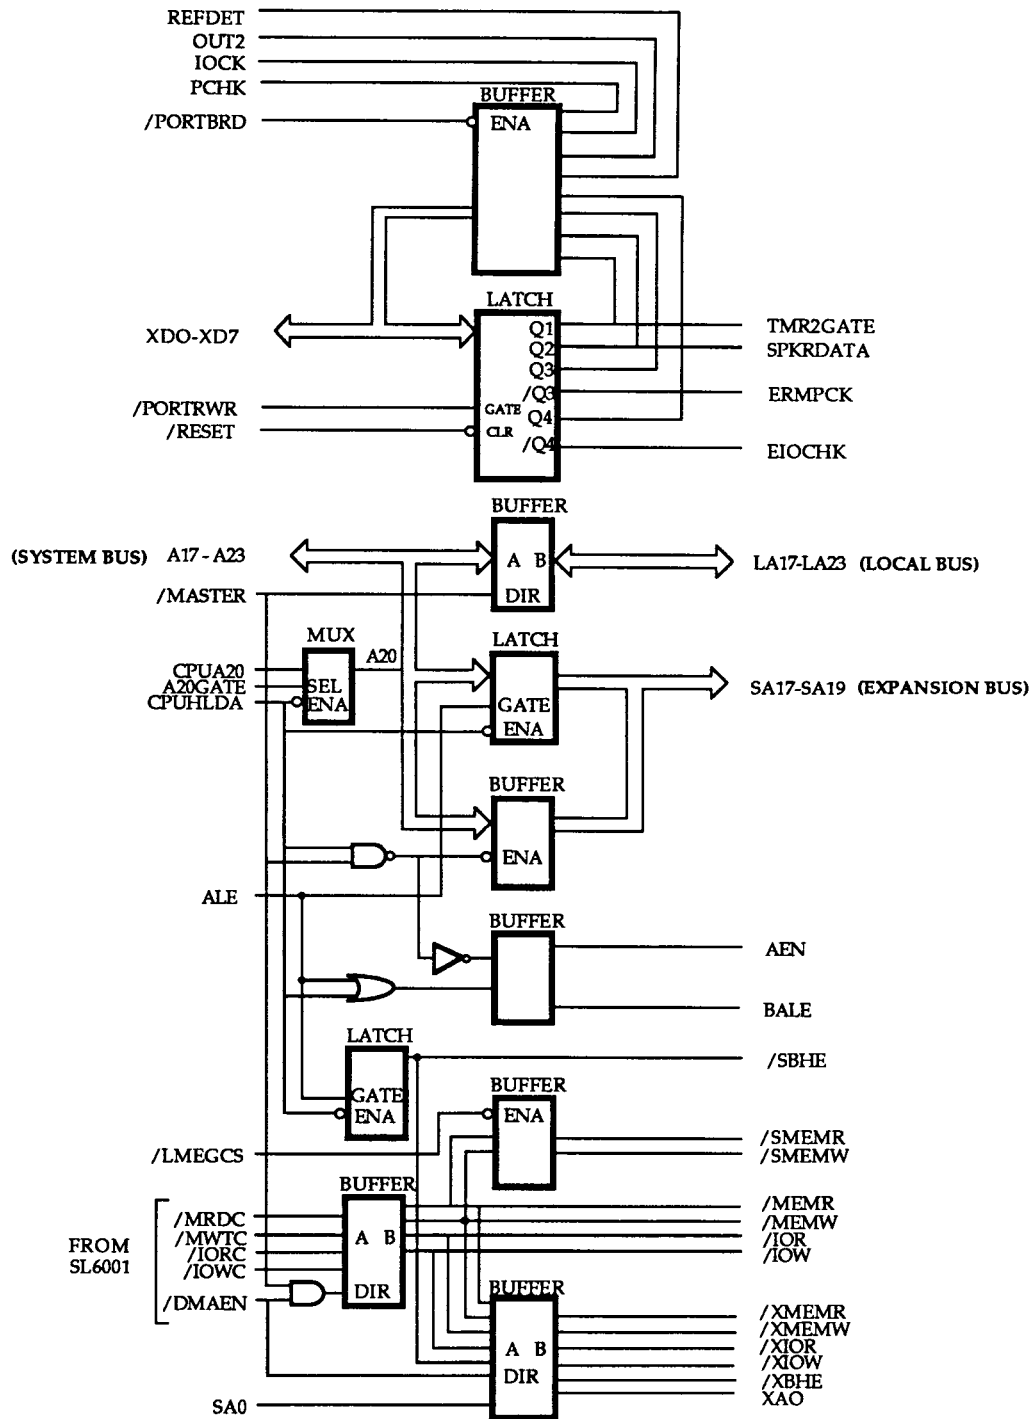 REFDET
OUT2
IOCK
PCHK
BUFFER
/PORTBRD
ENA
LATCH
XDO-XD7
Q1
TMR2GATE
Q2
SPKRDATA
Q3
/Q3
ERMPCK
/PORTRWR
GATE
Q4
/RESET
CLR
/Q4
EIOCHK
BUFFER
(SYSTEM BUS) A17 - A23
A B
LA17-LA23 (LOCAL BUS)
/MASTER
DIR
MUX
LATCH
A20
CPUA20
A20GATE
SEL
SA17-SA19 (EXPANSION BUS)
CPUHLDA
ENA
GATE
ENA
BUFFER
ENA
ALE
BUFFER
AEN
BALE
LATCH
/SBHE
BUFFER
GATE
ENA
ENA
/SMEMR
/LMEGCS
/SMEMW
BUFFER
/MEMR
/MRDC
/MEMW
/MWTC
A B
/IOR
FROM
SL6001
/IORC
/IOW
/IOWC
BUFFER
DIR
/DMAEN
/XMEMR
/XMEMW
A B
/XIOR
DIR
/XIOW
/XBHE
SA0
XAO